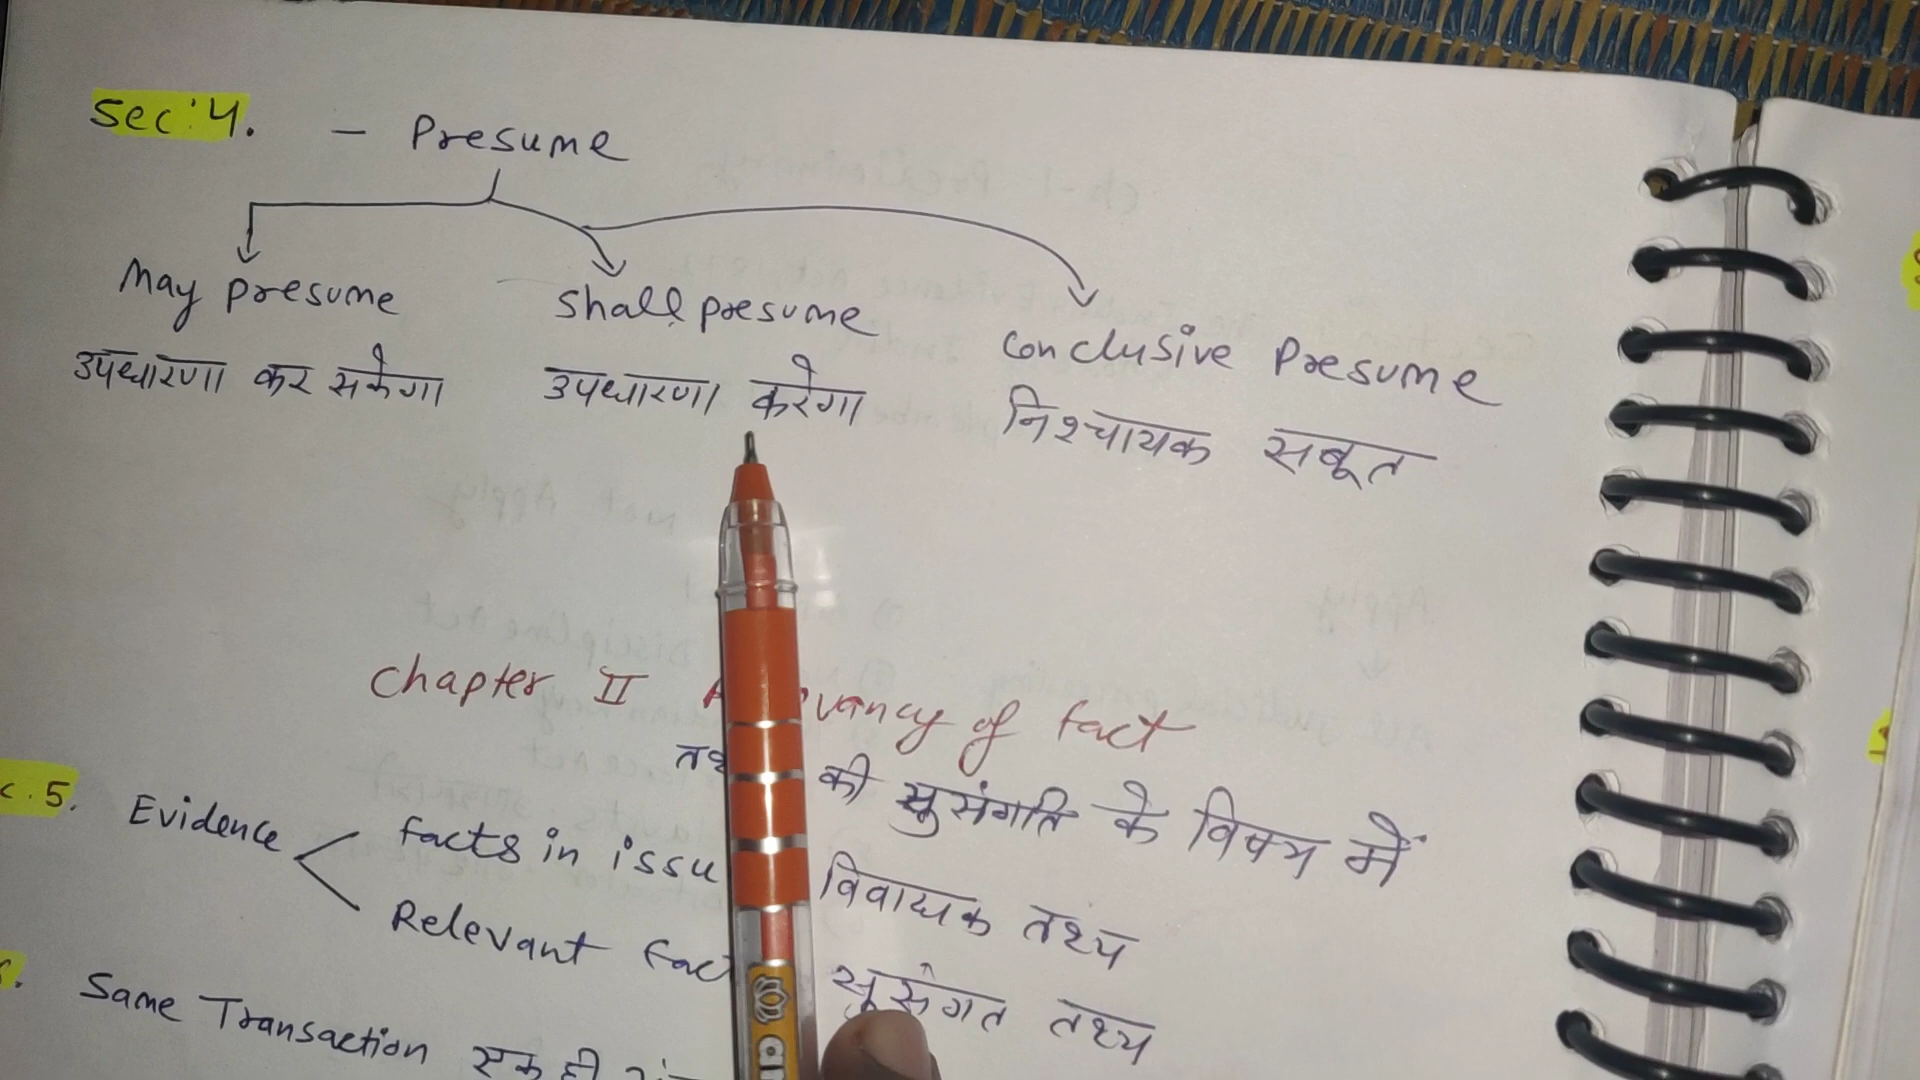 Sec: 4. - Presume
May presume Shall presume Conclusive Presume
उपधारणा कर सकेगा उपधारणा करेगा निश्चायक सबूत
Chapter II of fact
की सुसंगति के विषय में
5. Evidence facts in issu विवाद्यक तथ्य
Relevant fac सुसंगत तथ्य
Same Transaction एक ही